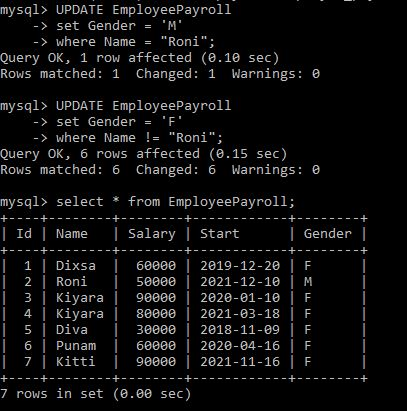 mysql> UPDATE EmployeePayroll
    -> set Gender = 'M'
    -> where Name = "Roni";
Query OK, 1 row affected (0.10 sec)
Rows matched: 1  Changed: 1  Warnings: 0

mysql> UPDATE EmployeePayroll
    -> set Gender = 'F'
    -> where Name != "Roni";
Query OK, 6 rows affected (0.15 sec)
Rows matched: 6  Changed: 6  Warnings: 0

mysql> select * from EmployeePayroll;
+----+--------+--------+------------+--------+
| Id | Name   | Salary | Start      | Gender |
+----+--------+--------+------------+--------+
|  1 | Dixsa  |  60000 | 2019-12-20 | F      |
|  2 | Roni   |  50000 | 2021-12-10 | M      |
|  3 | Kiyara |  90000 | 2020-01-10 | F      |
|  4 | Kiyara |  80000 | 2021-03-18 | F      |
|  5 | Diva   |  30000 | 2018-11-09 | F      |
|  6 | Punam  |  60000 | 2020-04-16 | F      |
|  7 | Kitti  |  90000 | 2021-11-16 | F      |
+----+--------+--------+------------+--------+
7 rows in set (0.00 sec)